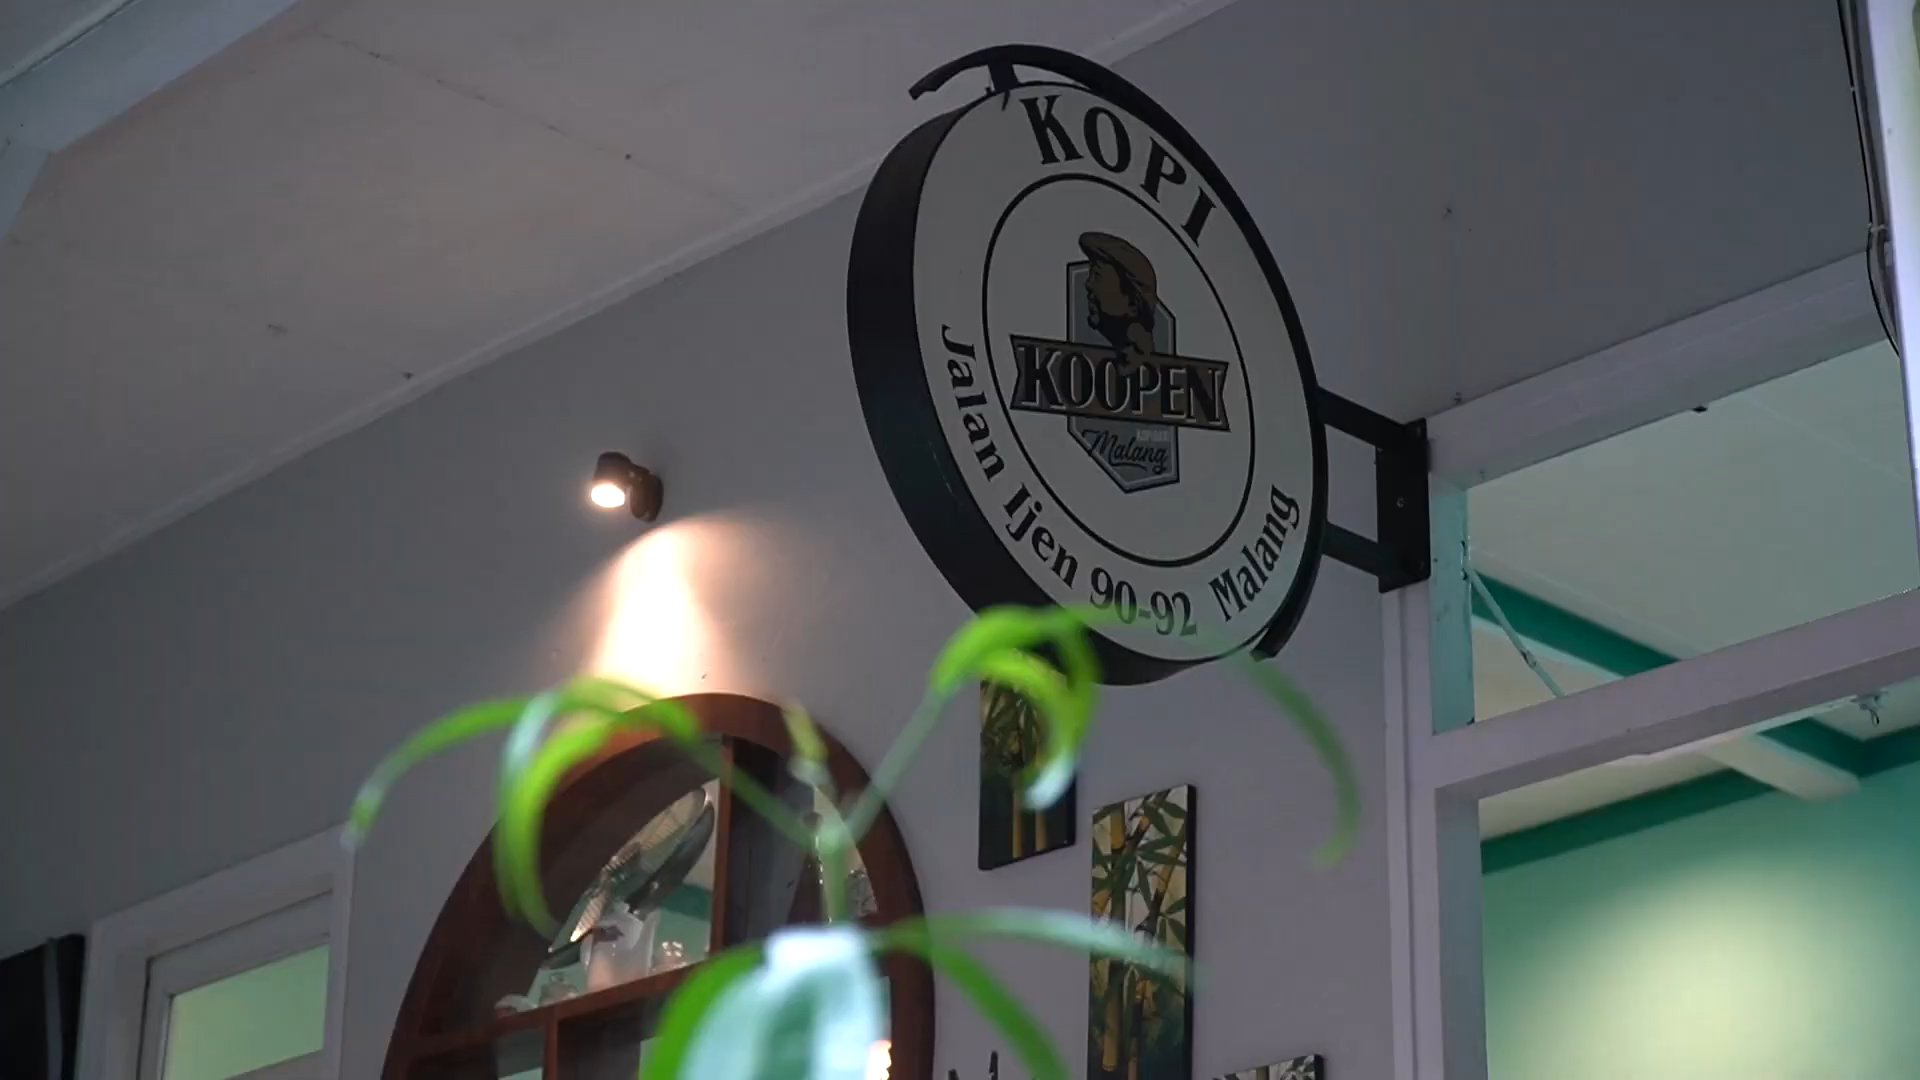 KOPI
KOOPEN
Malang
Jalan Ijen 90-92 Malang